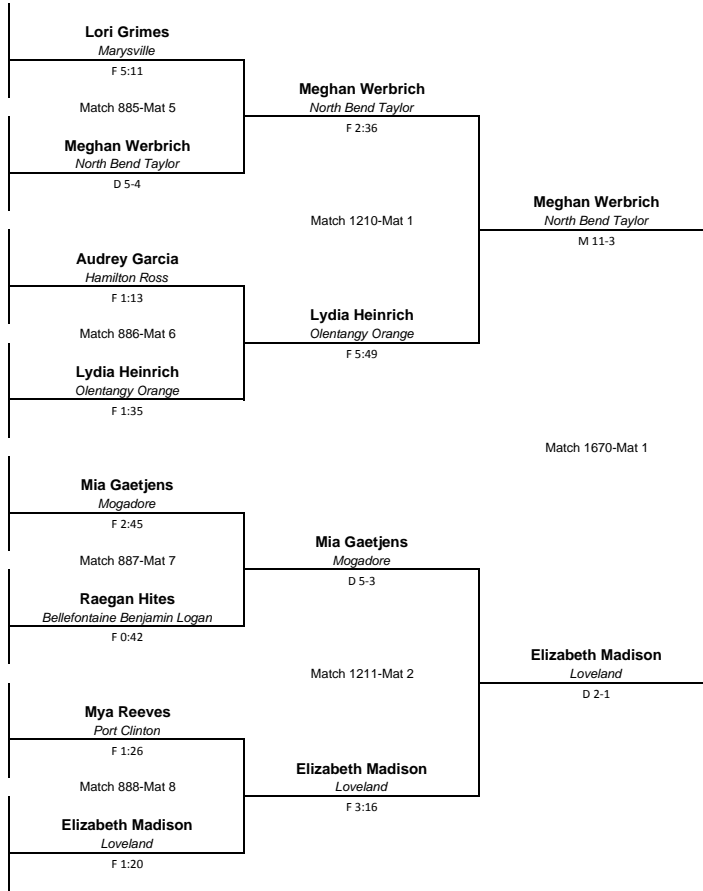 Lori Grimes
Marysville
F 5:11
Match 885-Mat 5
Meghan Werbrich
North Bend Taylor
D 5-4
Audrey Garcia
Hamilton Ross
F 1:13
Match 886-Mat 6
Lydia Heinrich
Olentangy Orange
F 1:35
Mia Gaetjens
Mogadore
F 2:45
Match 887-Mat 7
Raegan Hites
Bellefontaine Benjamin Logan
F 0:42
Mya Reeves
Port Clinton
F 1:26
Match 888-Mat 8
Elizabeth Madison
Loveland
F 1:20
Meghan Werbrich
North Bend Taylor
F 2:36
Match 1210-Mat 1
Lydia Heinrich
Olentangy Orange
F 5:49
Mia Gaetjens
Mogadore
D 5-3
Match 1211-Mat 2
Elizabeth Madison
Loveland
F 3:16
Meghan Werbrich
North Bend Taylor
M 11-3
Match 1670-Mat 1
Elizabeth Madison
Loveland
D 2-1